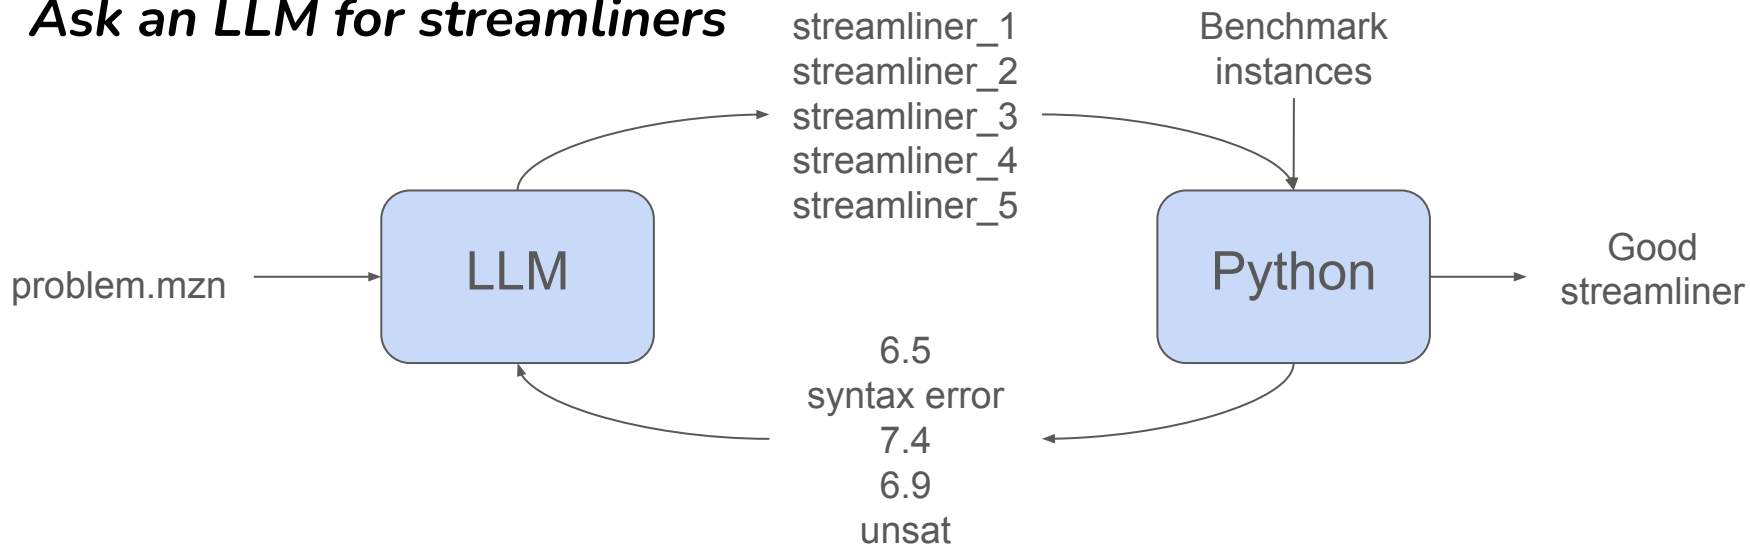 Ask an LLM for streamliners
streamliner_1
streamliner_2
streamliner_3
streamliner_4
streamliner_5
Benchmark
instances
problem.mzn
LLM
Python
Good
streamliner
6.5
syntax error
7.4
6.9
unsat